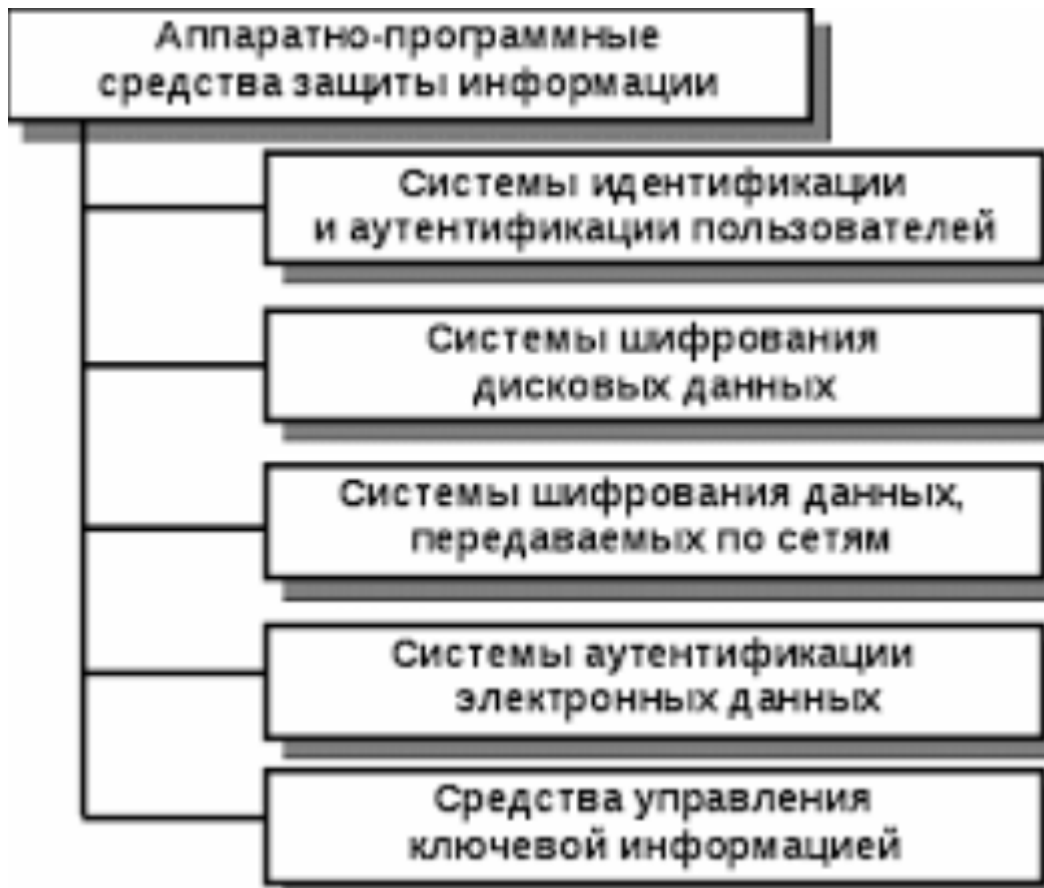 Аппаратно-программные
средства защиты информации
Системы идентификации
и аутентификации пользователей
Системы шифрования
дисковых данных
Системы шифрования данных,
передаваемых по сетям
Системы аутентификации
электронных данных
Средства управления
ключевой информацией